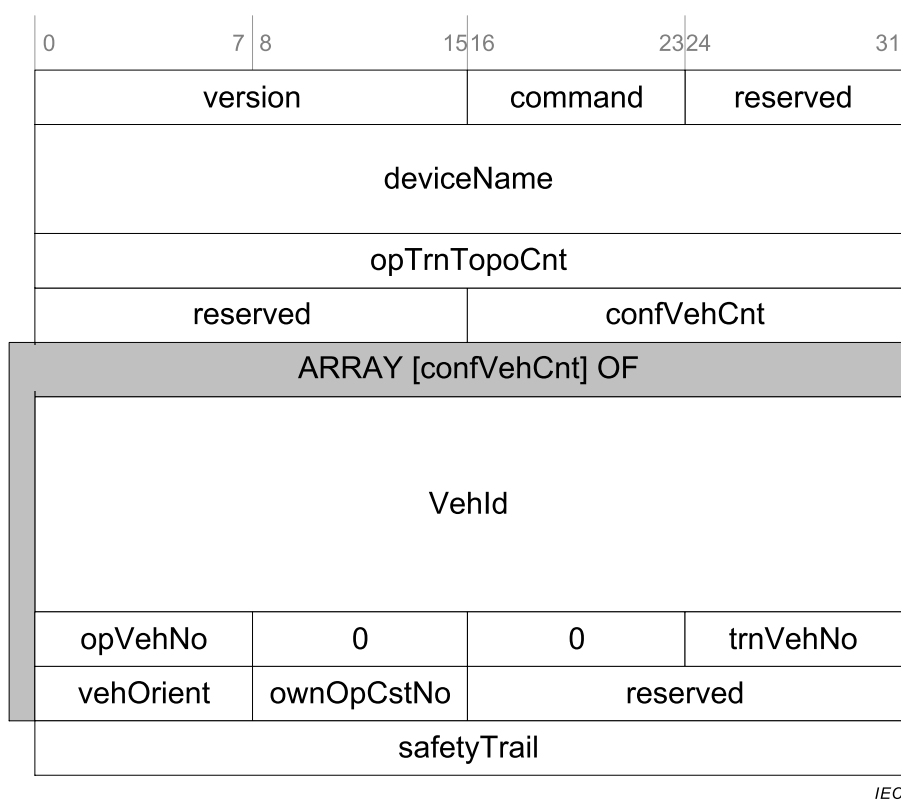 0 7 8 15 16 23 24 31
version command reserved
deviceName
opTrnTopoCnt
reserved confVehCnt
ARRAY [confVehCnt] OF
VehId
opVehNo 0 0 trnVehNo
vehOrient ownOpCstNo reserved
safetyTrail
IEC